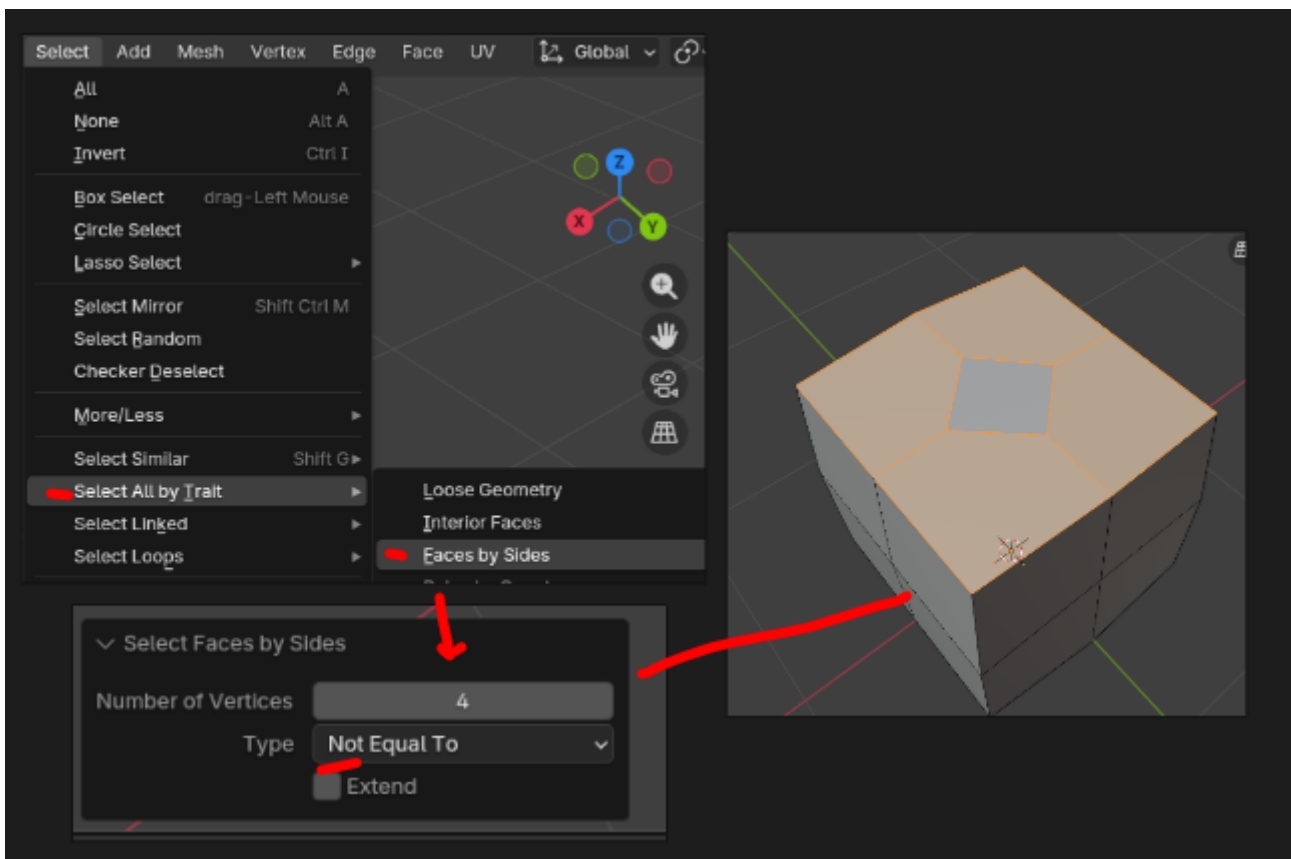 Select Add Mesh Vertex Edge Face UV Global
All A
None Alt A
Invert Ctrl I
Box Select drag-Left Mouse
Circle Select
Lasso Select
Select Mirror Shift Ctrl M
Select Random
Checker Deselect
More/Less
Select Similar Shift G
Select All by Trait
Select Linked
Select Loops
Loose Geometry
Interior Faces
Faces by Sides
Z
X
Y
Select Faces by Sides
Number of Vertices 4
Type Not Equal To
Extend